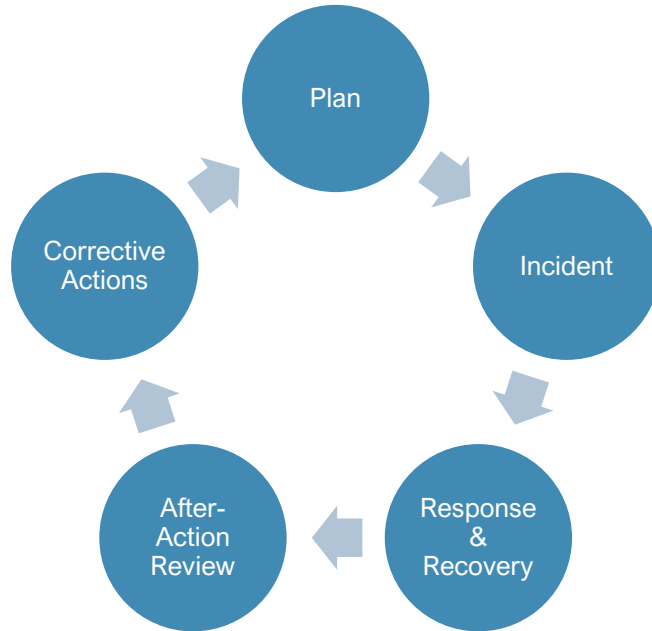 Plan
Incident
Response
&
Recovery
After-
Action
Review
Corrective
Actions